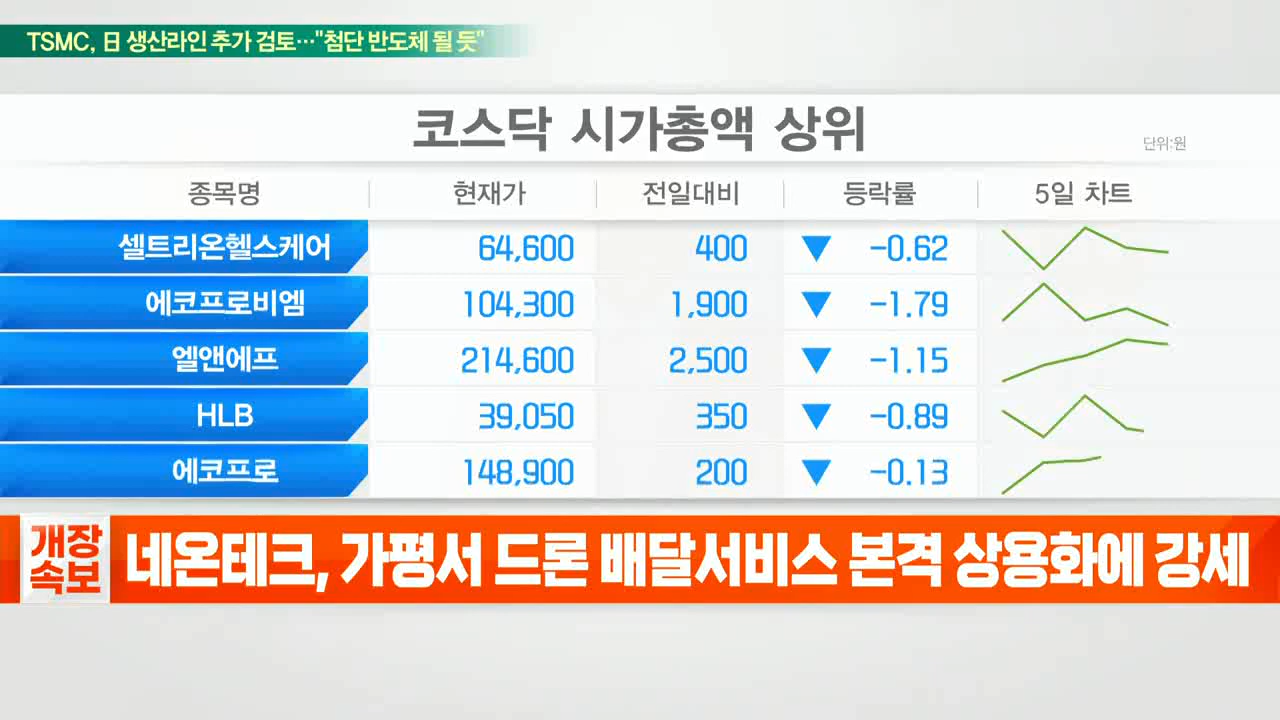 TSMC, 日 생산라인 추가 검토…"첨단 반도체 될 듯"
코스닥 시가총액 상위
단위:원
종목명 현재가 전일대비 등락률 5일 차트
셀트리온헬스케어 64,600 400 ▼ -0.62
에코프로비엠 104,300 1,900 ▼ -1.79
엘앤에프 214,600 2,500 ▼ -1.15
HLB 39,050 350 ▼ -0.89
에코프로 148,900 200 ▼ -0.13
개장
속보
네온테크, 가평서 드론 배달서비스 본격 상용화에 강세